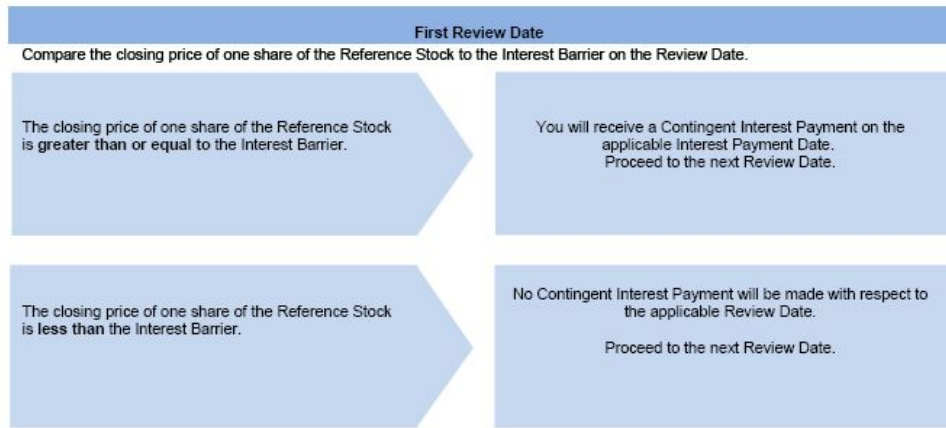 First Review Date
Compare the closing price of one share of the Reference Stock to the Interest Barrier on the Review Date.
The closing price of one share of the Reference Stock
is greater than or equal to the Interest Barrier.
You will receive a Contingent Interest Payment on the
applicable Interest Payment Date.
Proceed to the next Review Date.
The closing price of one share of the Reference Stock
is less than the Interest Barrier.
No Contingent Interest Payment will be made with respect to
the applicable Review Date.
Proceed to the next Review Date.